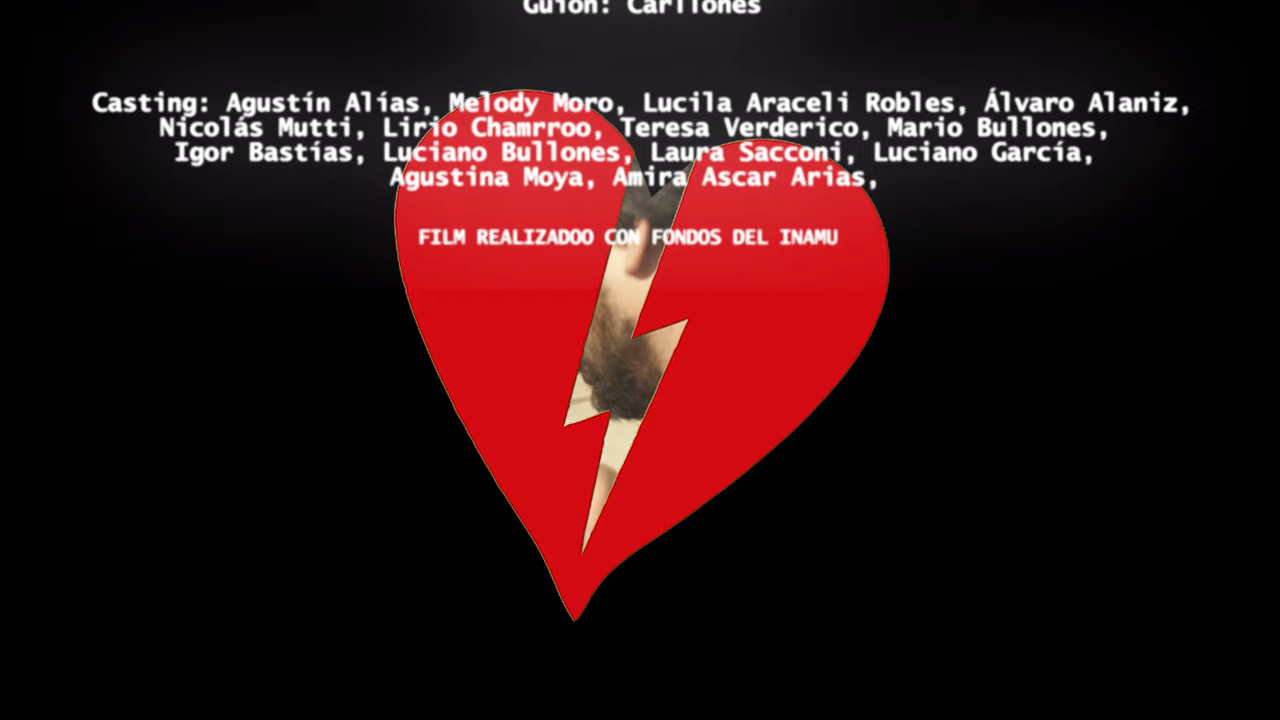 Guión: Carllones
Casting: Agustín Alías, Melody Moro, Lucila Araceli Robles, Álvaro Alaniz,
Nicolás Mutti, Lirio Chamrroo, Teresa Verderico, Mario Bullones,
Igor Bastías, Luciano Bullones, Laura Sacconi, Luciano García,
Agustina Moya, Amira Ascar Arias,
FILM REALIZADOO CON FONDOS DEL INAMU